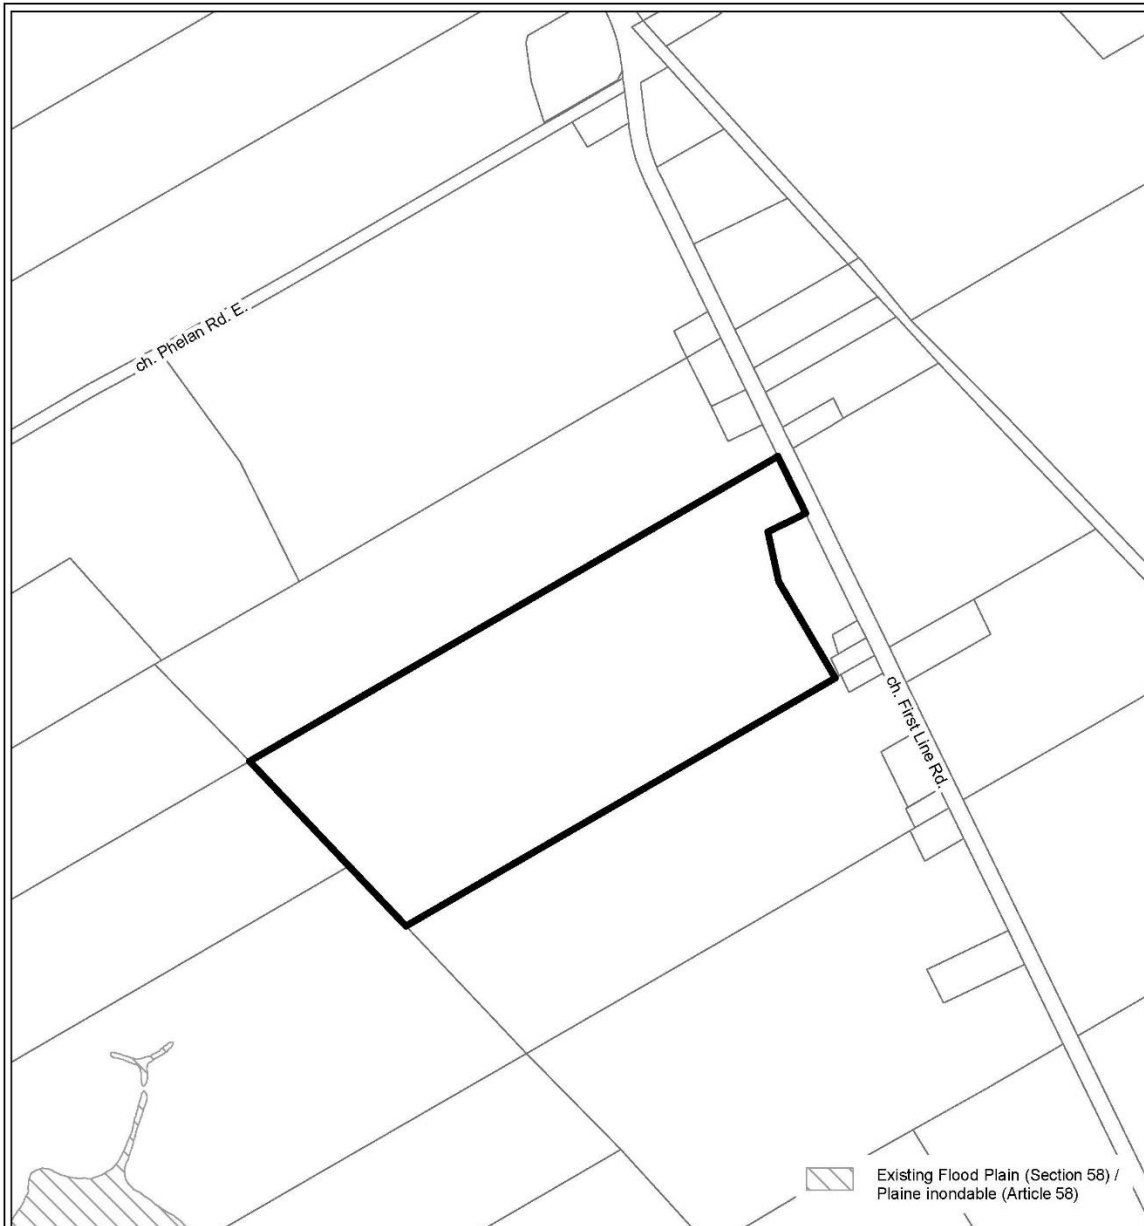 ch. Phelan Rd. E.
ch. First Line Rd.
Existing Flood Plain (Section 58) /
Plaine inondable (Article 58)